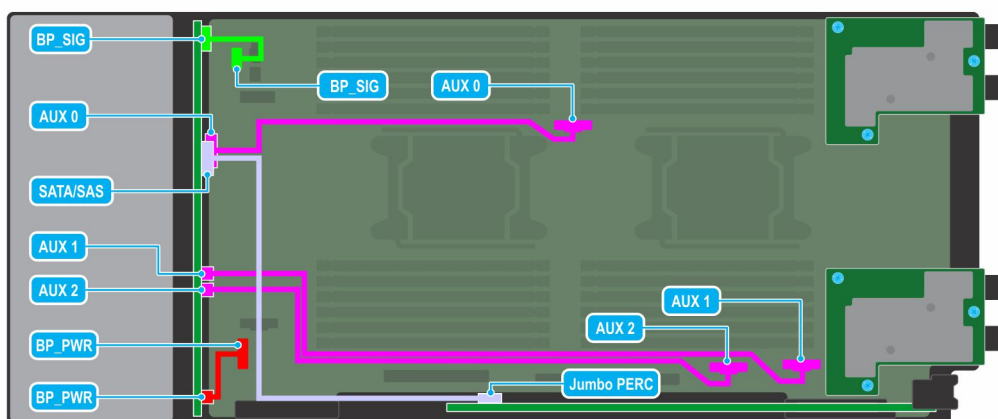 BP_SIG
BP_SIG
AUX 0
AUX 0
SATA/SAS
AUX 1
AUX 2
AUX 1
AUX 2
BP_PWR
Jumbo PERC
BP_PWR